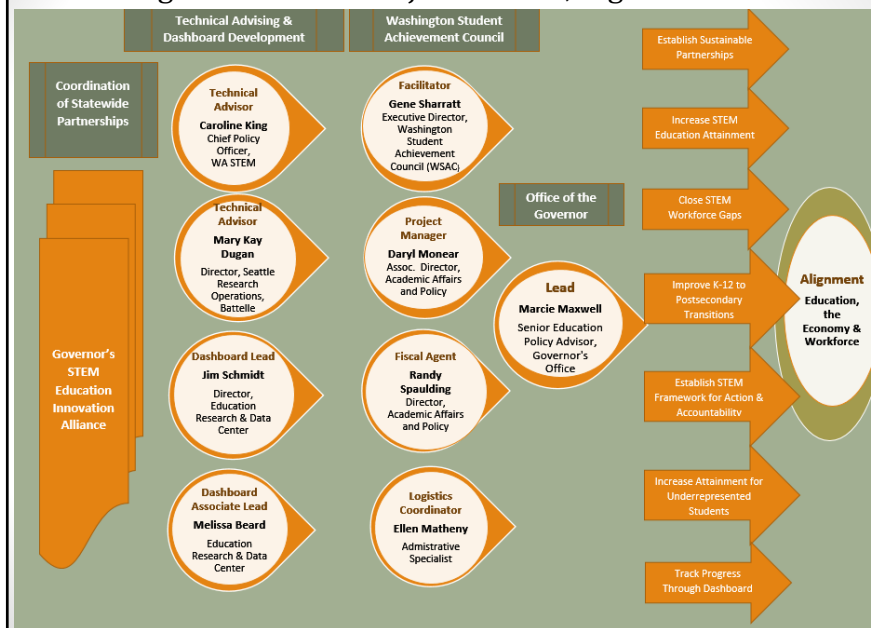 Technical Advising &
Dashboard Development
Washington Student
Achievement Council
Coordination
of Statewide
Partnerships
Governor's
STEM
Education
Innovation
Alliance
Technical
Advisor
Caroline King
Chief Policy
Officer,
WA STEM
Technical
Advisor
Mary Kay
Dugan
Director, Seattle
Research
Operations,
Battelle
Dashboard Lead
Jim Schmidt
Director,
Education
Research & Data
Center
Dashboard
Associate Lead
Melissa Beard
Education
Research & Data
Center
Facilitator
Gene Sharratt
Executive Director,
Washington
Student
Achievement
Council (WSAC)
Project
Manager
Daryl Monear
Assoc. Director,
Academic Affairs
and Policy
Fiscal Agent
Randy
Spaulding
Director,
Academic Affairs
and Policy
Logistics
Coordinator
Ellen Matheny
Admistrative
Specialist
Office of the
Governor
Lead
Marcie Maxwell
Senior Education
Policy Advisor,
Governor's
Office
Establish Sustainable
Partnerships
Increase STEM
Education Attainment
Close STEM
Workforce Gaps
Improve K-12 to
Postsecondary
Transitions
Establish STEM
Framework for Action &
Accountability
Increase Attainment for
Underrepresented
Students
Track Progress
Through Dashboard
Alignment
Education,
the
Economy &
Workforce